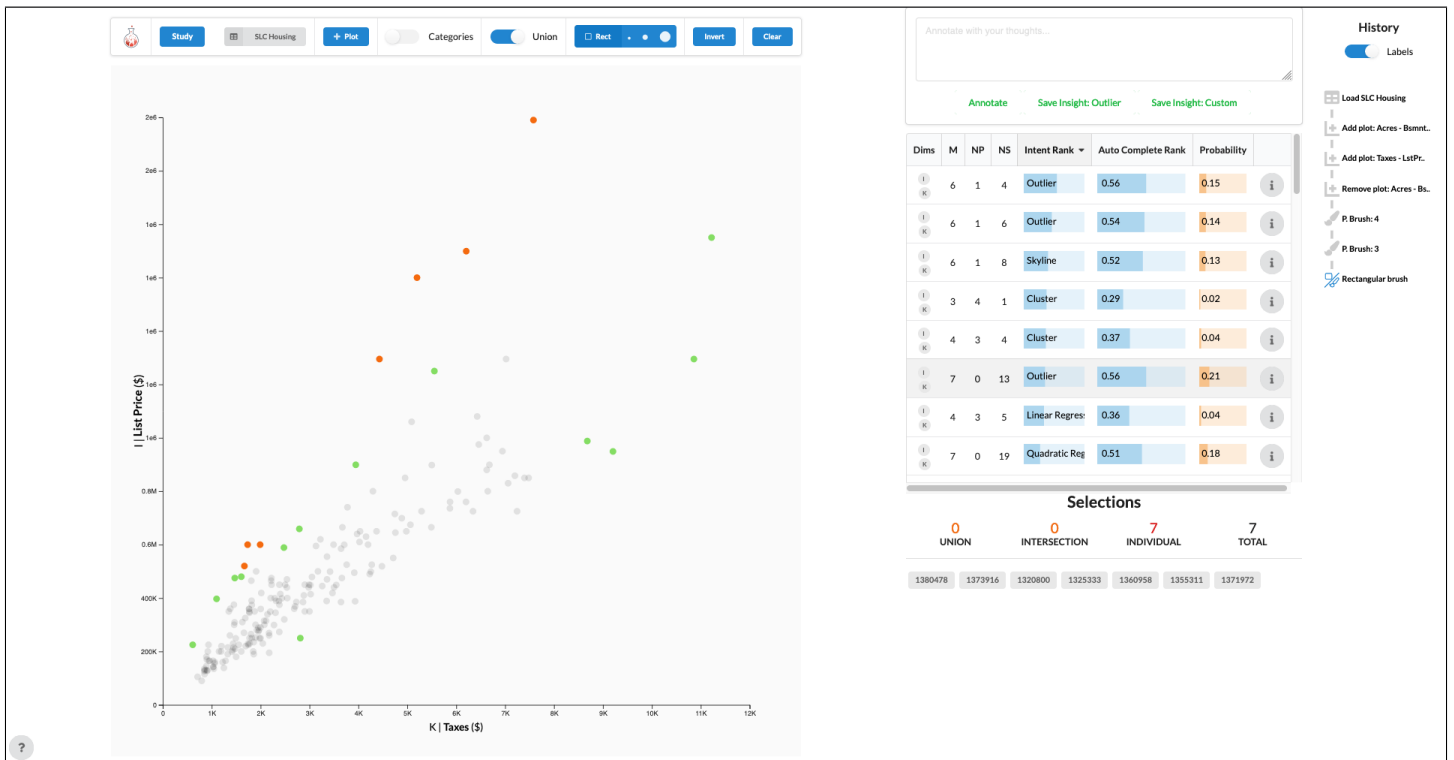 Study SLC Housing + Plot Categories Union Rect Invert Clear
Annotate with your thoughts...
Annotate Save Insight: Outlier Save Insight: Custom
History
Labels
Load SLC Housing
Add plot: Acres - Bsmnt..
Add plot: Taxes - LstPr..
Remove plot: Acres - Bs..
P. Brush: 4
P. Brush: 3
Rectangular brush
2e6
2e6
1e6
1e6
1e6
1e6
1e6
0.8M
0.6M
400K
200K
0
I | List Price ($)
0 1K 2K 3K 4K 5K 6K 7K 8K 9K 10K 11K 12K
K | Taxes ($)
Dims M NP NS Intent Rank Auto Complete Rank Probability
I K 6 1 4 Outlier 0.56 0.15 i
I K 6 1 6 Outlier 0.54 0.14 i
I K 6 1 8 Skyline 0.52 0.13 i
I K 3 4 1 Cluster 0.29 0.02 i
I K 4 3 4 Cluster 0.37 0.04 i
I K 7 0 13 Outlier 0.56 0.21 i
I K 4 3 5 Linear Regres: 0.36 0.04 i
I K 7 0 19 Quadratic Reg 0.51 0.18 i
Selections
0 0 7 7
UNION INTERSECTION INDIVIDUAL TOTAL
1380478 1373916 1320800 1325333 1360958 1355311 1371972
?